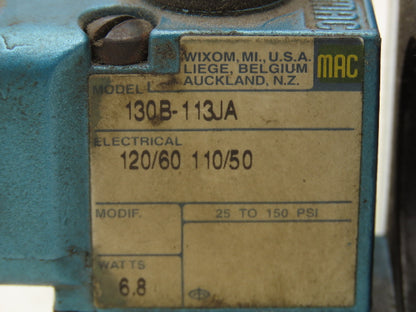 WIXOM, MI., U.S.A.
LIEGE, BELGIUM
AUCKLAND, N.Z.
MAC
MODEL
130B-113JA
ELECTRICAL
120/60 110/50
MODIF.
25 TO 150 PSI
WATTS
6.8